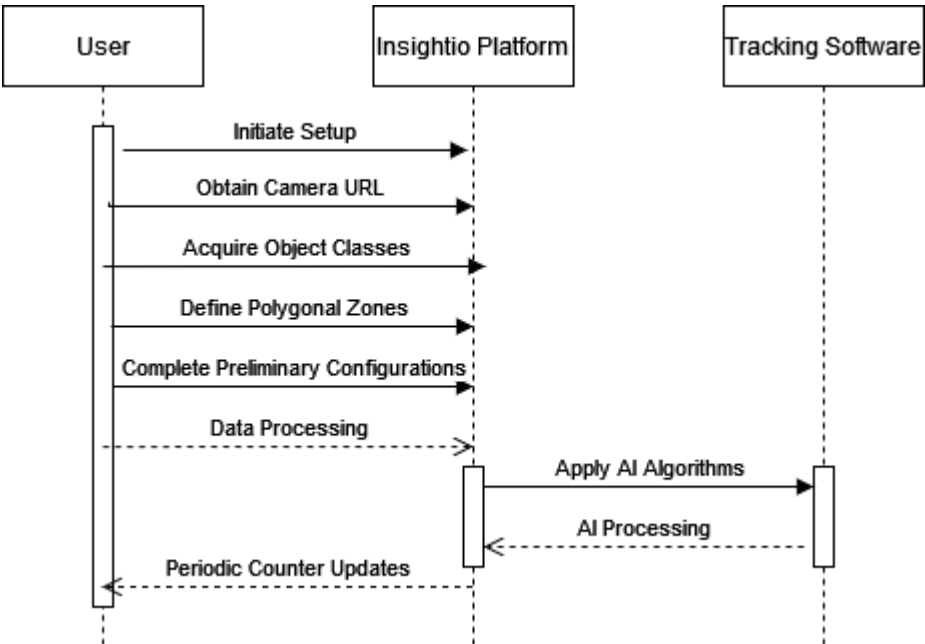 User
Insightio Platform
Tracking Software
Initiate Setup
Obtain Camera URL
Acquire Object Classes
Define Polygonal Zones
Complete Preliminary Configurations
Data Processing
Apply AI Algorithms
AI Processing
Periodic Counter Updates